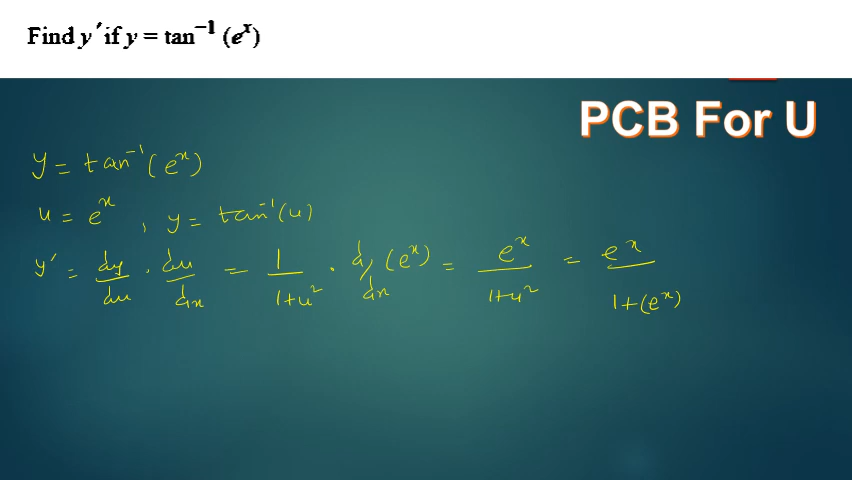 Find y′ if y = tan⁻¹ (eˣ)
PCB For U
y = tan⁻¹(eˣ)
u = eˣ , y = tan⁻¹(u)
y′ = dy/du · du/dx = 1/(1+u²) · d/dx (eˣ) = eˣ/(1+u²) = eˣ/(1+(eˣ))